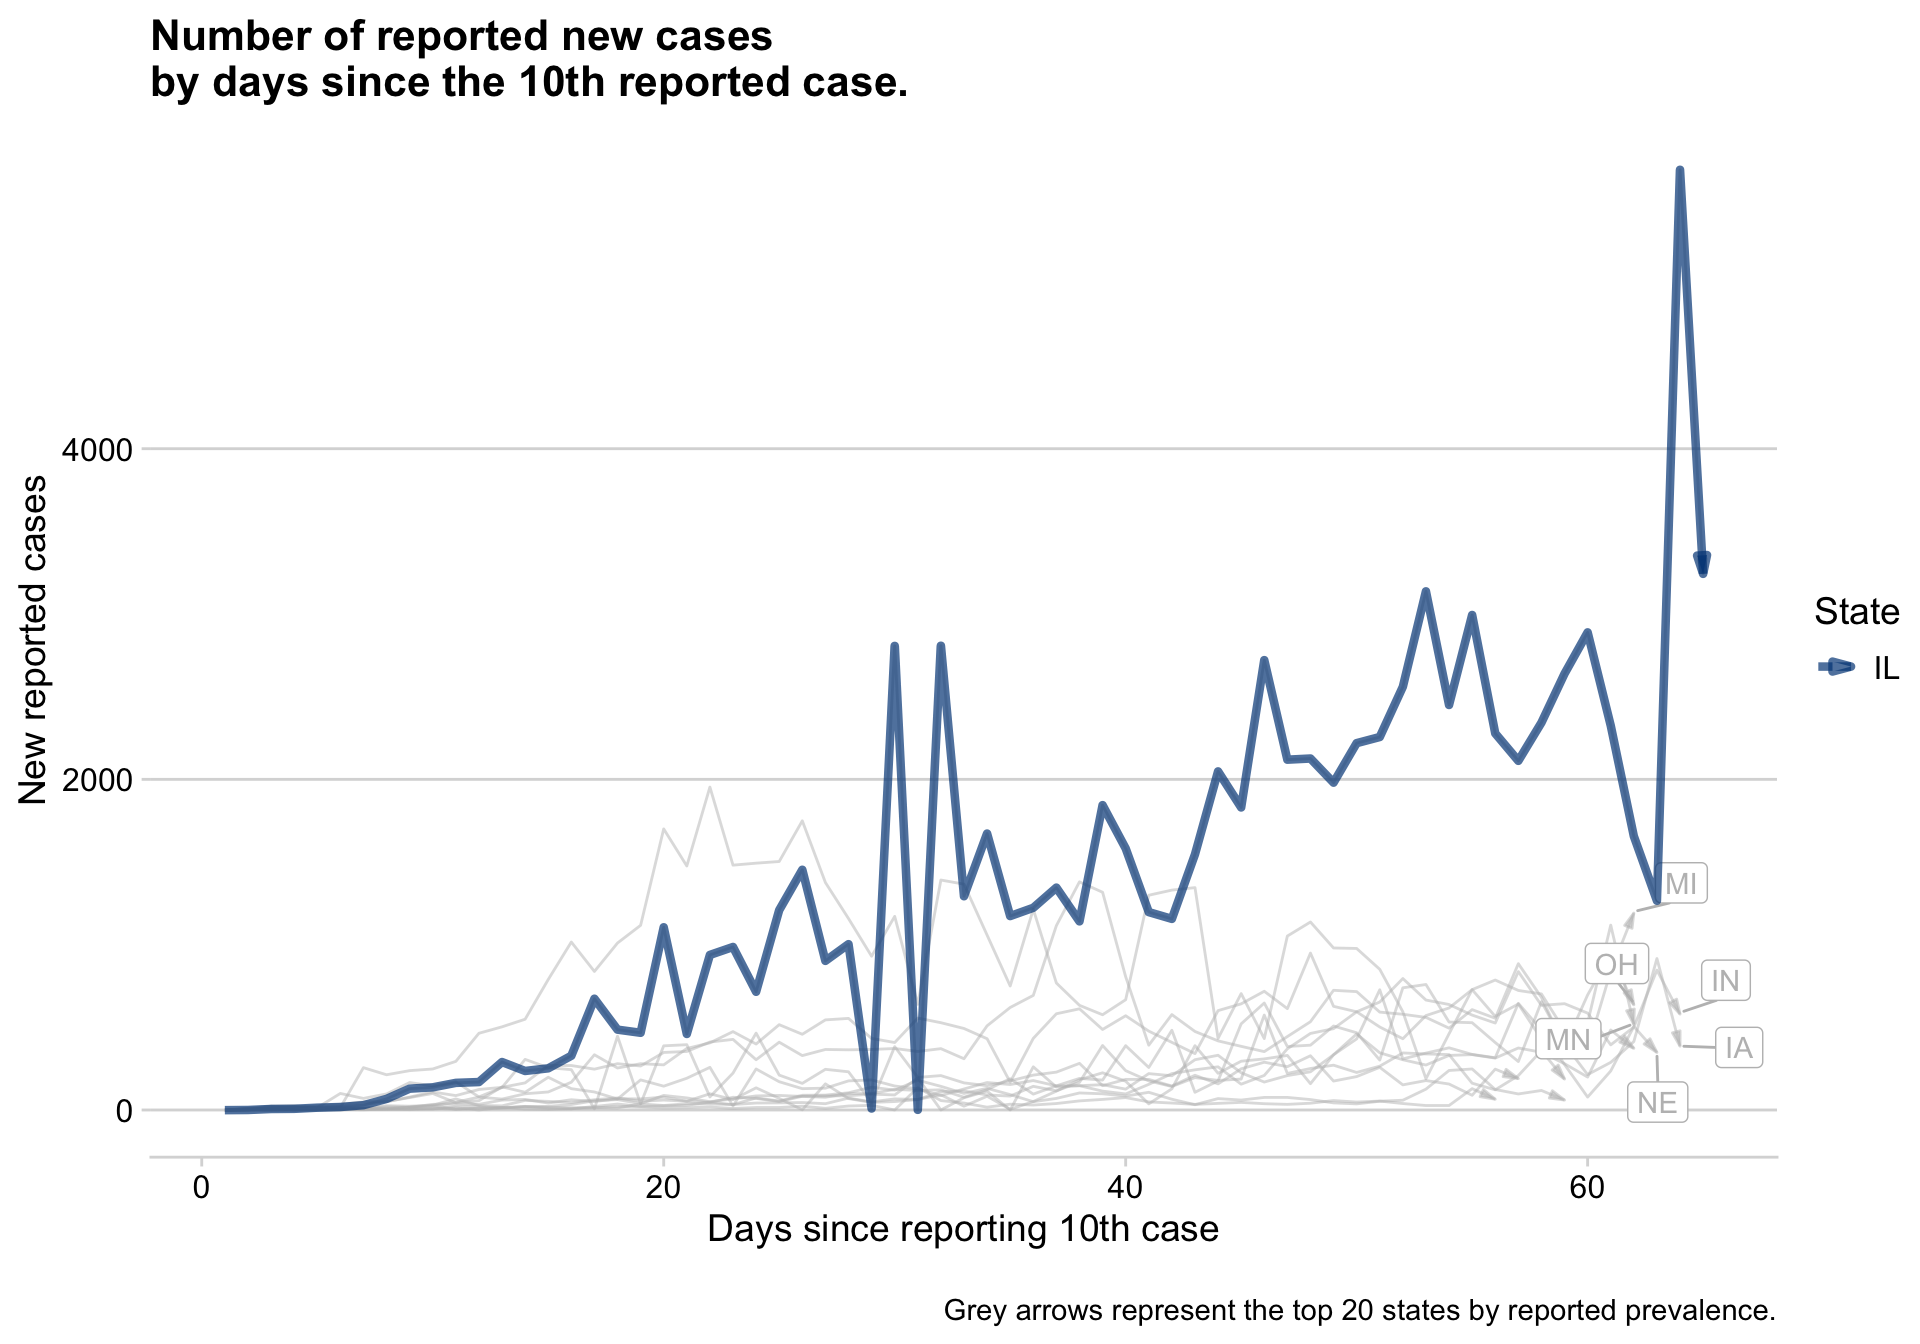 Number of reported new cases
by days since the 10th reported case.
4000
2000
0
New reported cases
0
20
40
60
Days since reporting 10th case
State
IL
MI
OH
IN
MN
IA
NE
Grey arrows represent the top 20 states by reported prevalence.